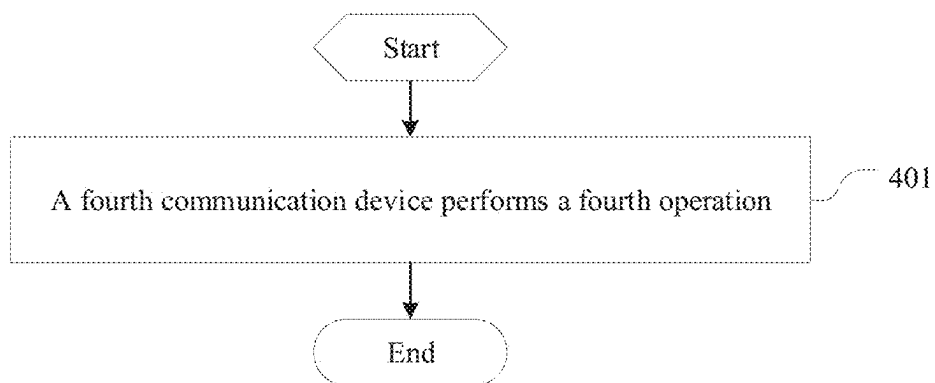 Start
A fourth communication device performs a fourth operation
401
End